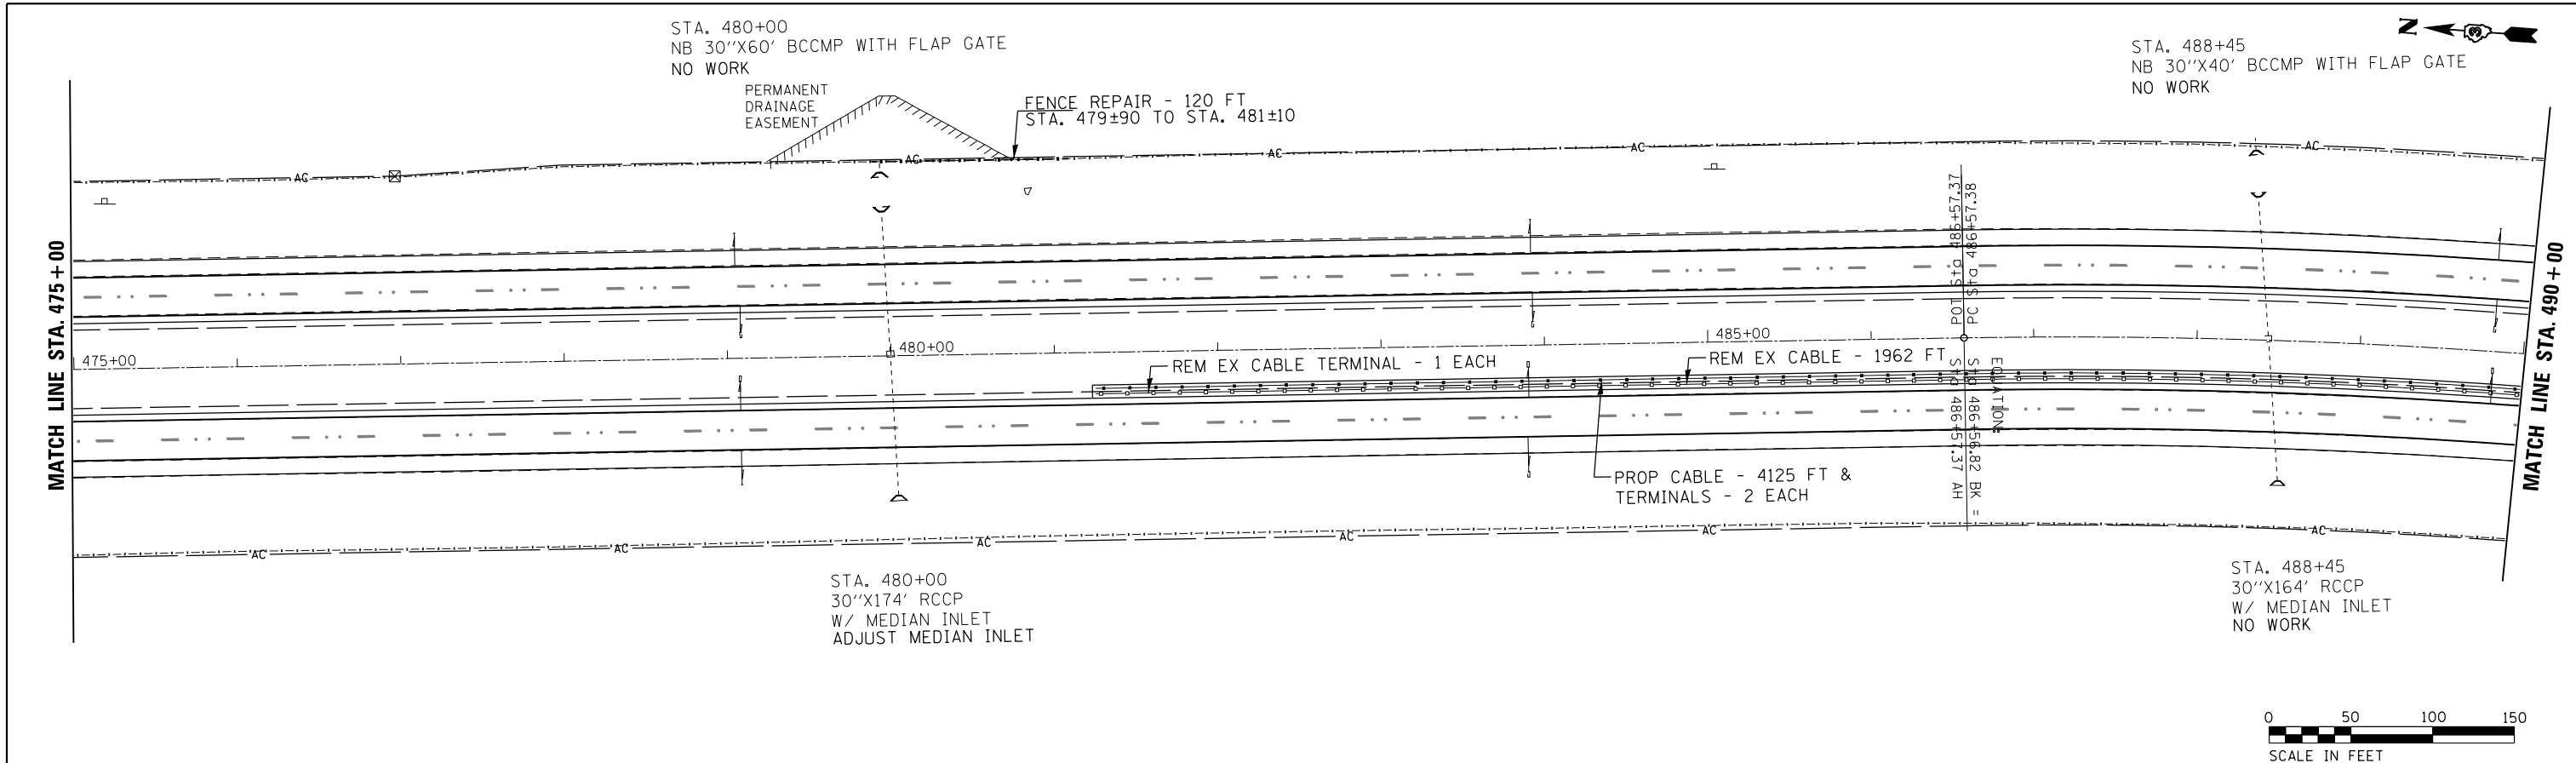 STA. 480+00
NB 30''X60' BCCMP WITH FLAP GATE
NO WORK
PERMANENT
DRAINAGE
EASEMENT
FENCE REPAIR - 120 FT
STA. 479±90 TO STA. 481±10
STA. 488+45
NB 30''X40' BCCMP WITH FLAP GATE
NO WORK
N
3
AC
AC
AC
AC
AC
MATCH LINE STA. 475+00
475+00
480+00
485+00
POT Sta 486+57.37
PC Sta 486+57.38
EQUATION:
Sta 486+56.82 BK =
Sta 486+57.37 AH
REM EX CABLE TERMINAL - 1 EACH
REM EX CABLE - 1962 FT
PROP CABLE - 4125 FT &
TERMINALS - 2 EACH
MATCH LINE STA. 490+00
AC
AC
AC
AC
AC
AC
STA. 480+00
30''X174' RCCP
W/ MEDIAN INLET
ADJUST MEDIAN INLET
STA. 488+45
30''X164' RCCP
W/ MEDIAN INLET
NO WORK
0 50 100 150
SCALE IN FEET